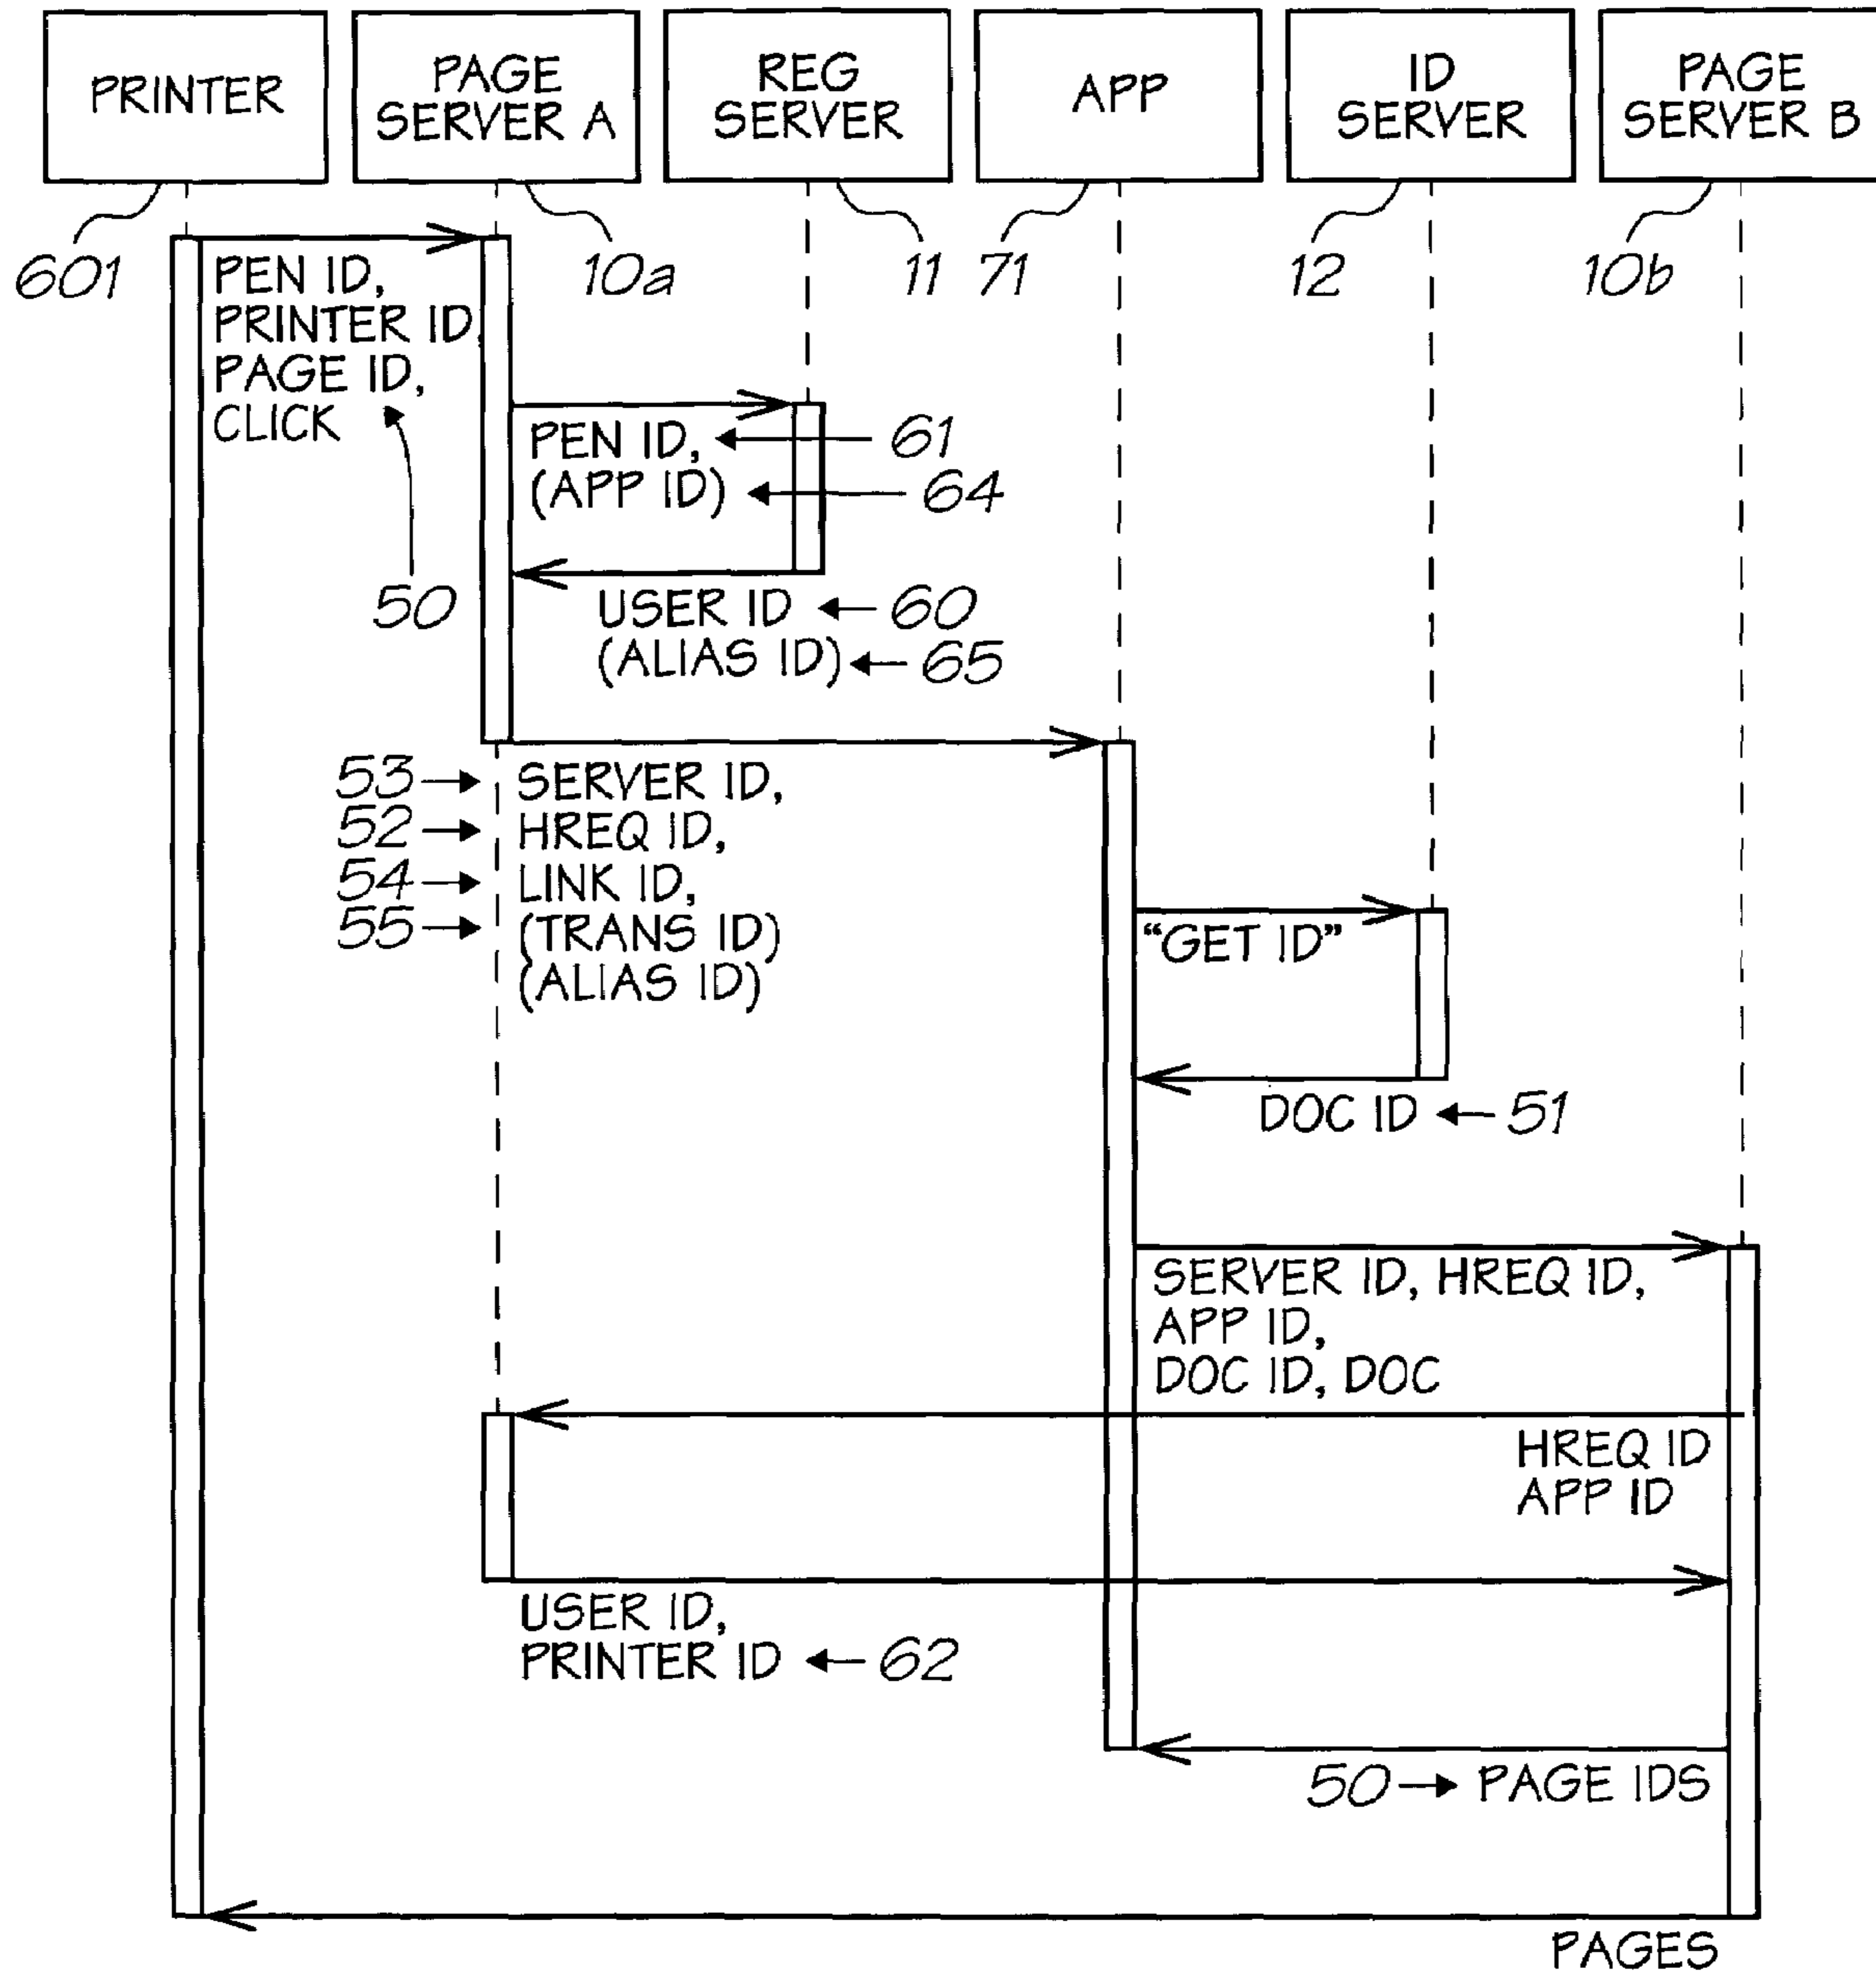 PRINTER
PAGE
SERVER A
REG
SERVER
APP
ID
SERVER
PAGE
SERVER B
601
10a
11
71
12
10b
PEN ID,
PRINTER ID
PAGE ID,
CLICK
50
PEN ID,
61
(APP ID)
64
USER ID
60
(ALIAS ID)
65
53
SERVER ID,
52
HREQ ID,
54
LINK ID,
55
(TRANS ID)
(ALIAS ID)
“GET ID”
DOC ID
51
SERVER ID, HREQ ID,
APP ID,
DOC ID, DOC
HREQ ID
APP ID
USER ID,
PRINTER ID
62
50
PAGE IDS
PAGES